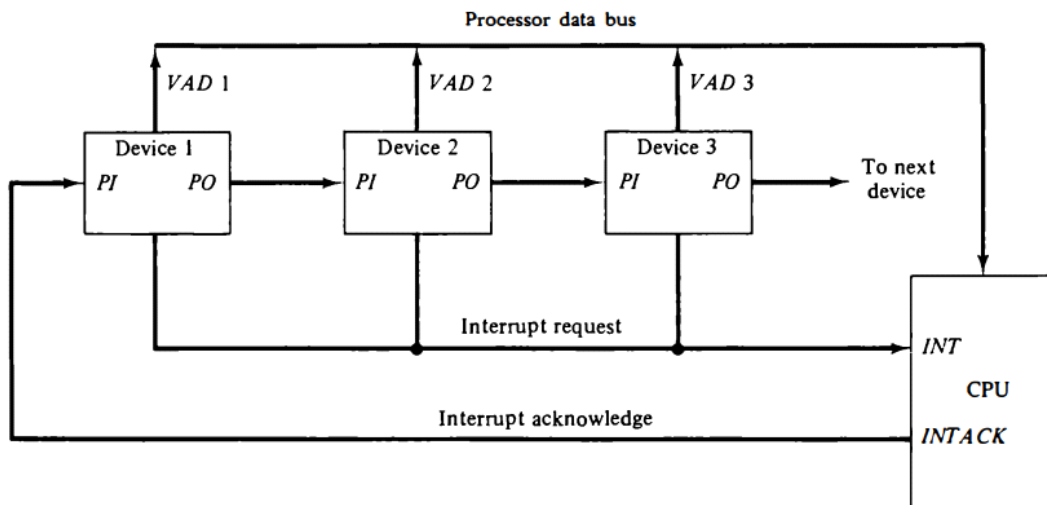 Processor data bus
VAD 1
VAD 2
VAD 3
Device 1
PI PO
Device 2
PI PO
Device 3
PI PO
To next
device
Interrupt request
INT
CPU
Interrupt acknowledge
INTACK